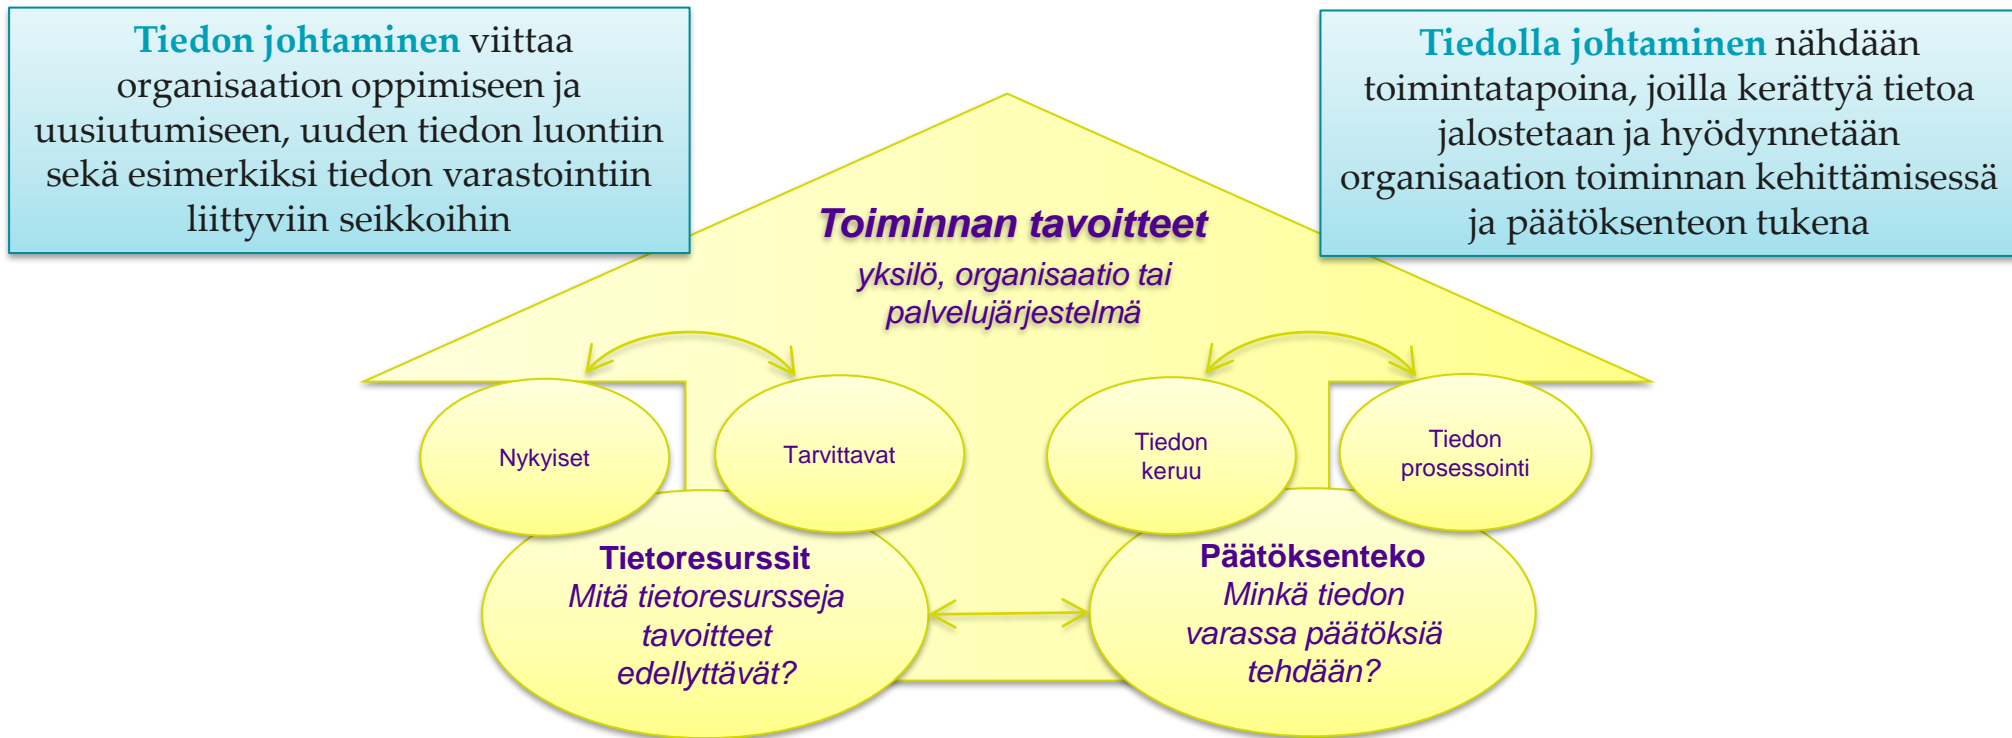 Tiedon johtaminen viittaa
organisaation oppimiseen ja
uusiutumiseen, uuden tiedon luontiin
sekä esimerkiksi tiedon varastointiin
liittyviin seikkoihin
Tiedolla johtaminen nähdään
toimintatapoina, joilla kerättyä tietoa
jalostetaan ja hyödynnetään
organisaation toiminnan kehittämisessä
ja päätöksenteon tukena
Toiminnan tavoitteet
yksilö, organisaatio tai
palvelujärjestelmä
Nykyiset
Tarvittavat
Tiedon
keruu
Tiedon
prosessointi
Tietoresurssit
Mitä tietoresursseja
tavoitteet
edellyttävät?
Päätöksenteko
Minkä tiedon
varassa päätöksiä
tehdään?